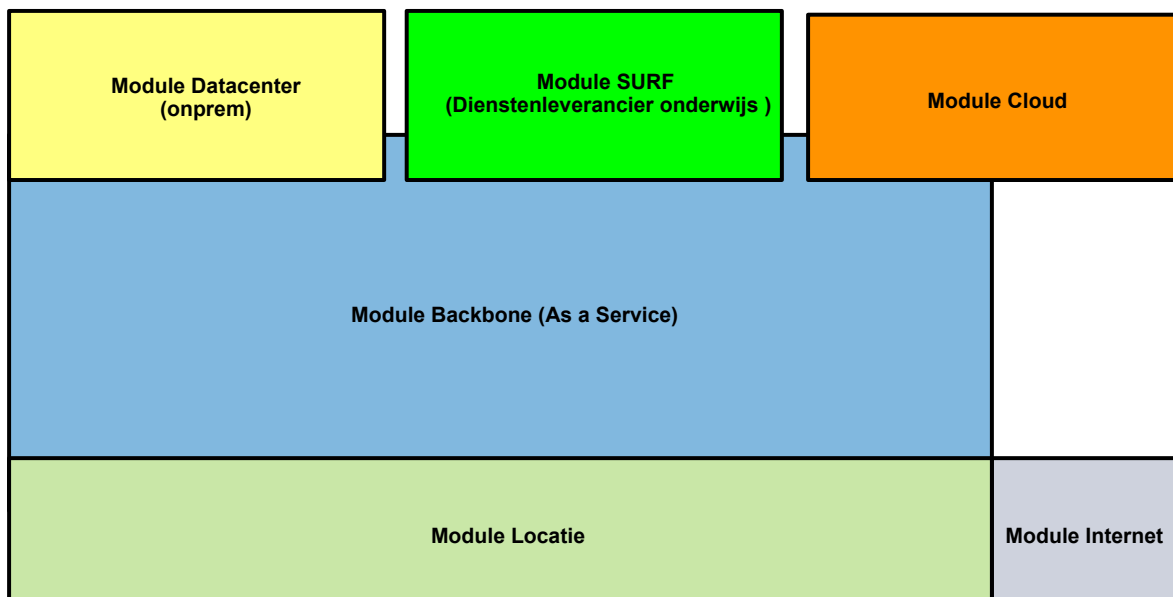 Module Datacenter
(onprem)
Module SURF
(Dienstenleverancier onderwijs )
Module Cloud
Module Backbone (As a Service)
Module Locatie
Module Internet